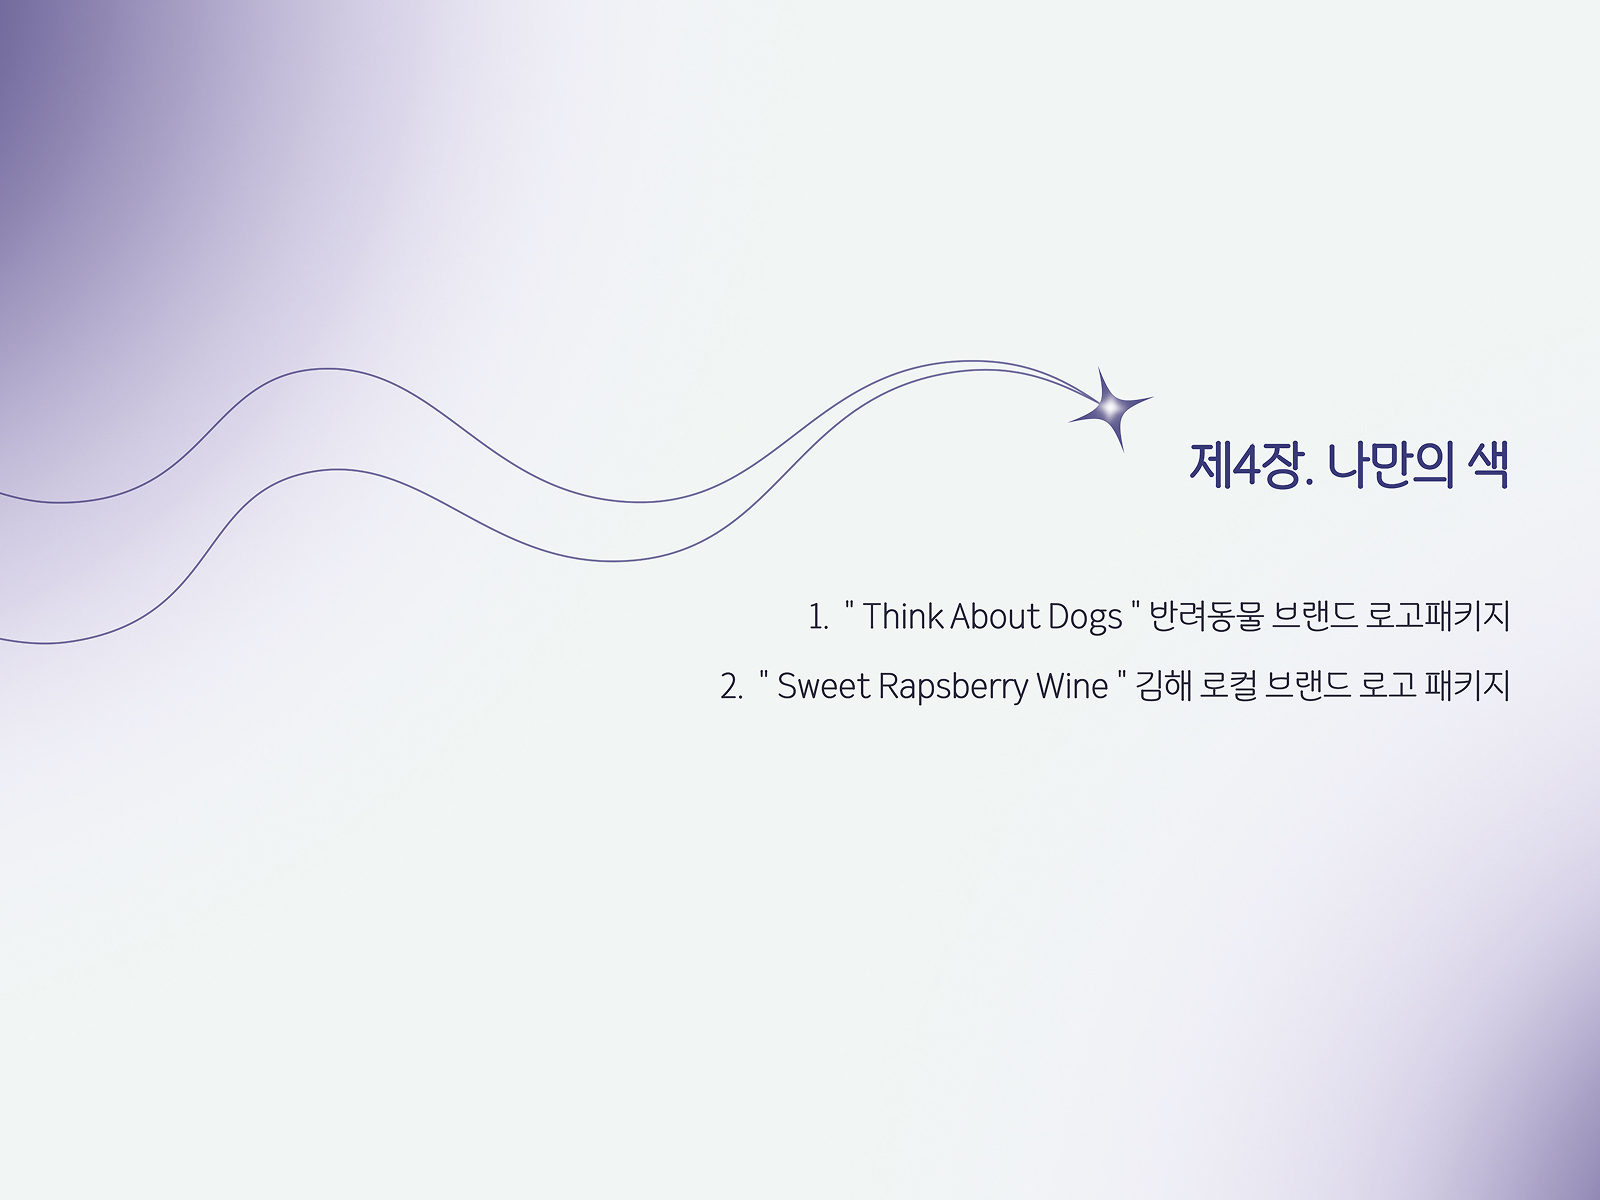 제4장. 나만의 색
1. " Think About Dogs " 반려동물 브랜드 로고패키지
2. " Sweet Rapsberry Wine " 김해 로컬 브랜드 로고 패키지